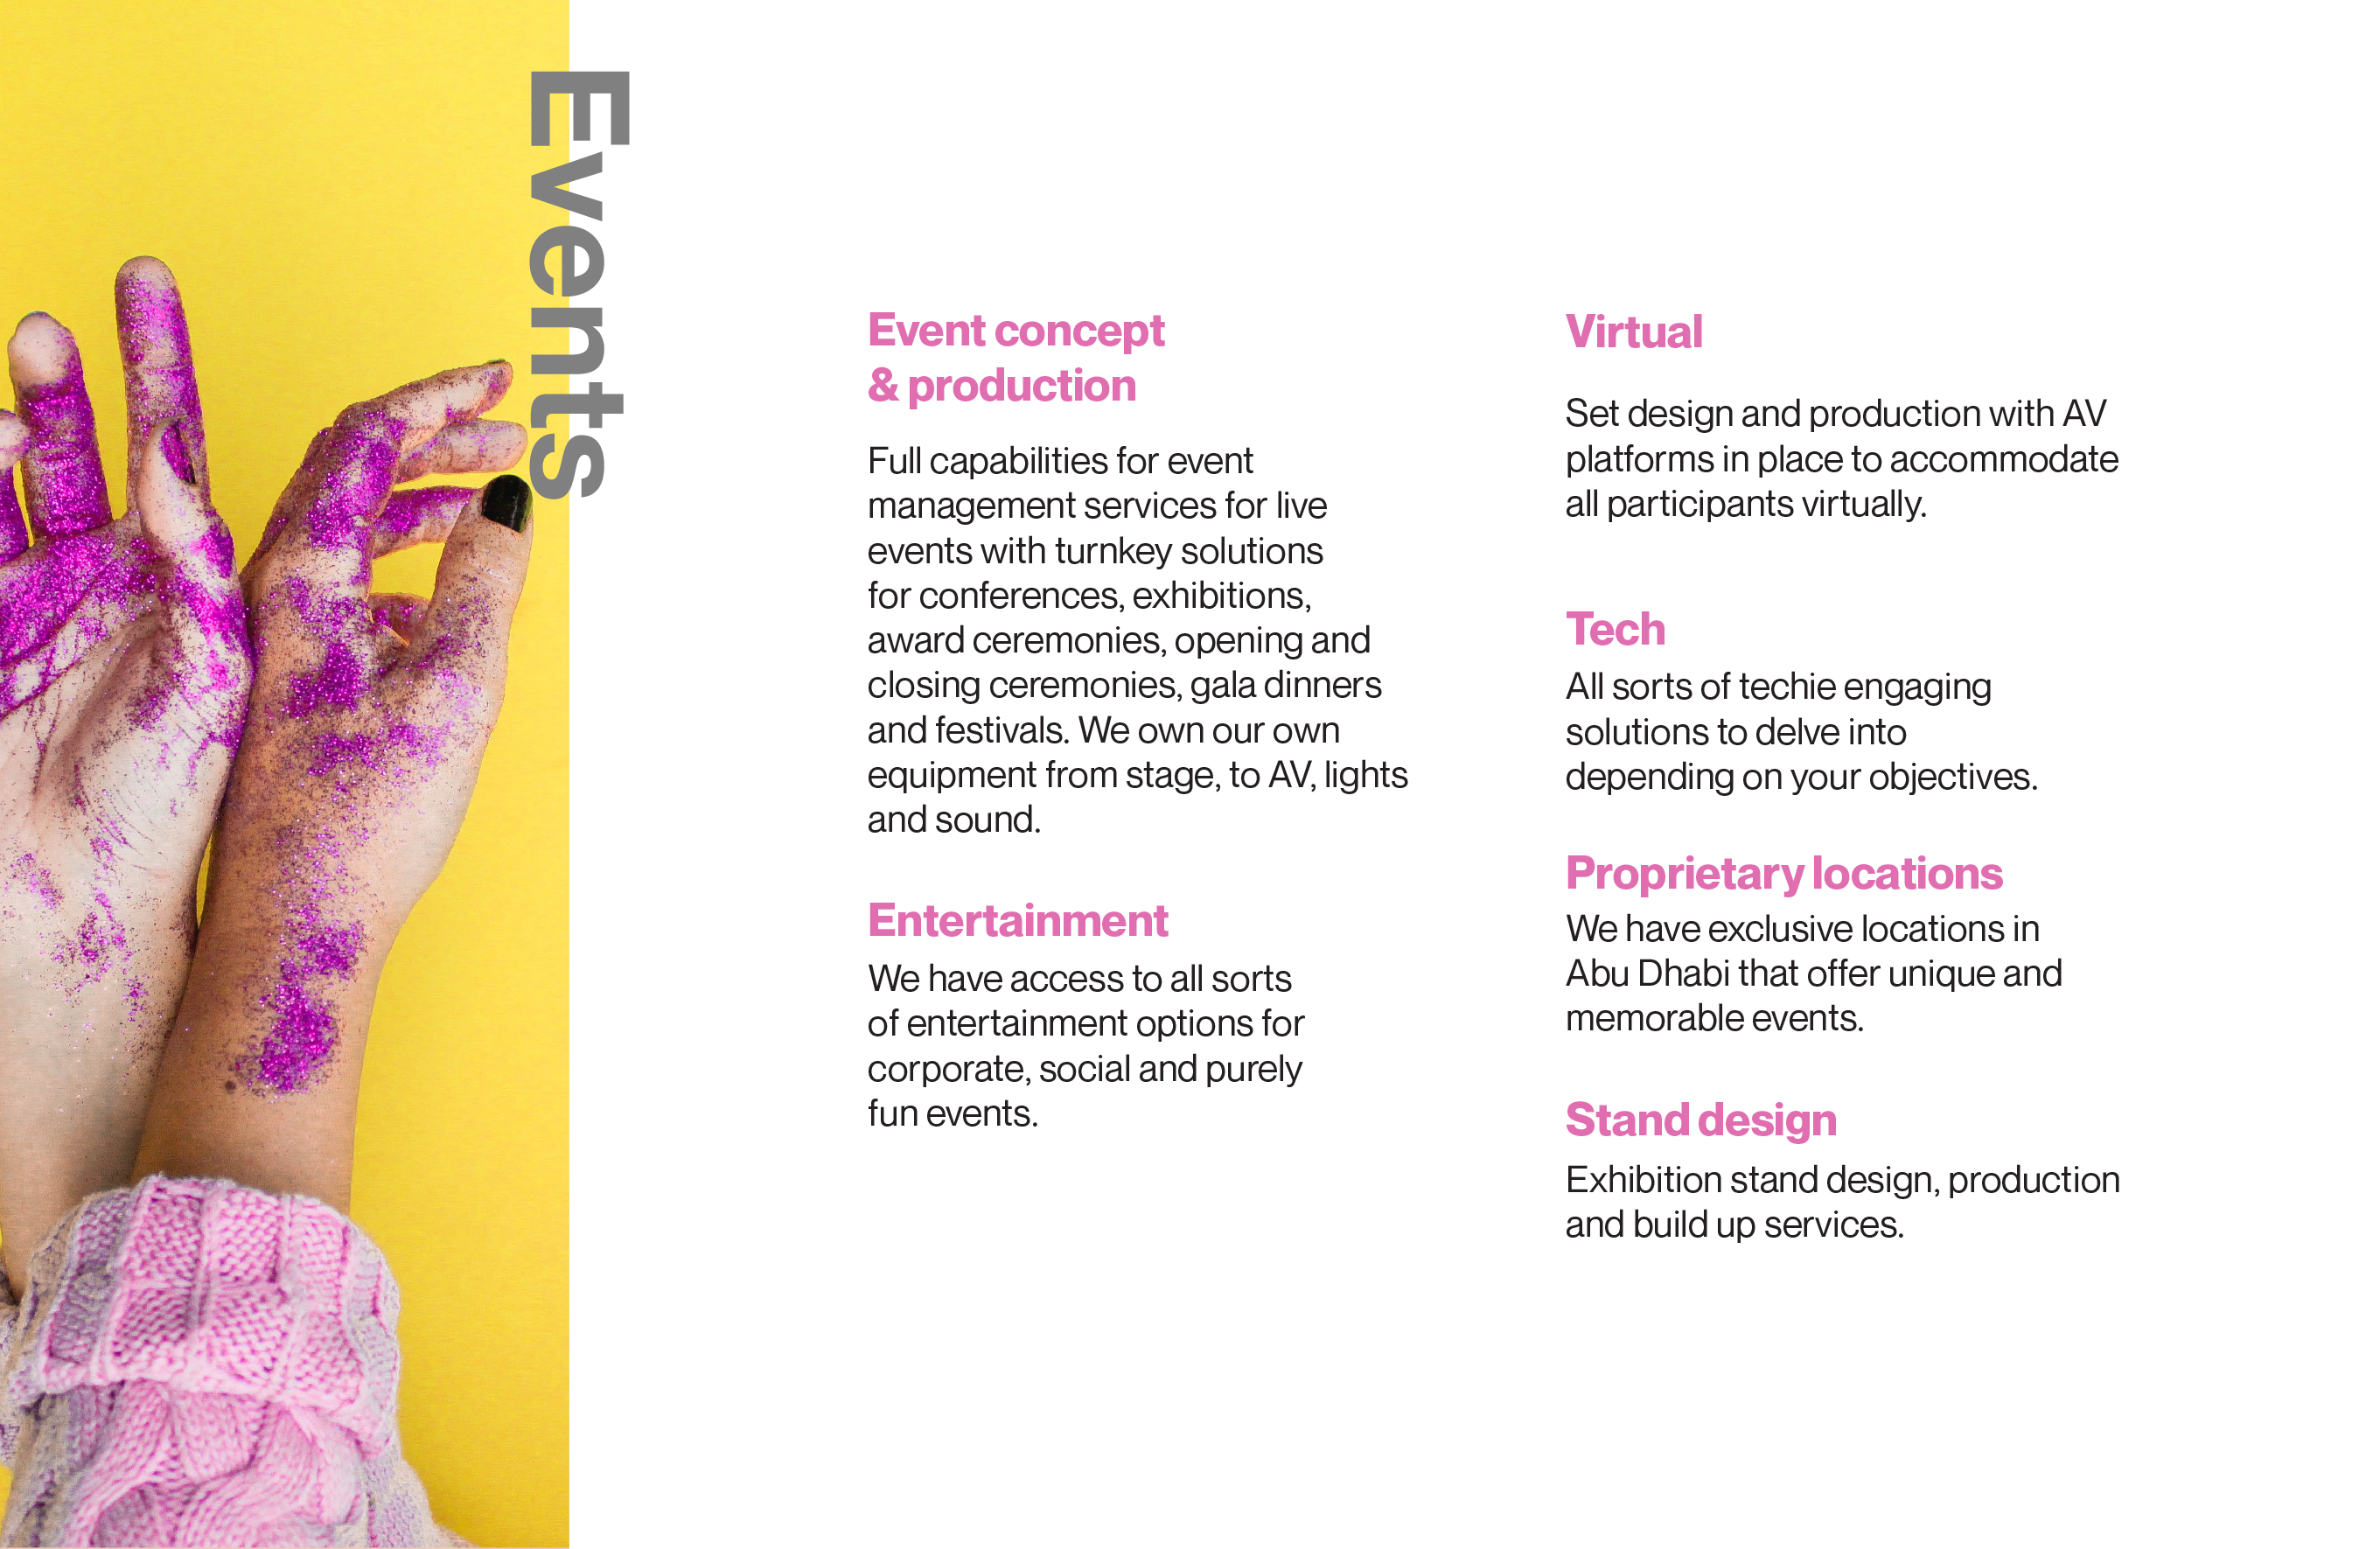 Events
Event concept
& production
Full capabilities for event
management services for live
events with turnkey solutions
for conferences, exhibitions,
award ceremonies, opening and
closing ceremonies, gala dinners
and festivals. We own our own
equipment from stage, to AV, lights
and sound.
Entertainment
We have access to all sorts
of entertainment options for
corporate, social and purely
fun events.
Virtual
Set design and production with AV
platforms in place to accommodate
all participants virtually.
Tech
All sorts of techie engaging
solutions to delve into
depending on your objectives.
Proprietary locations
We have exclusive locations in
Abu Dhabi that offer unique and
memorable events.
Stand design
Exhibition stand design, production
and build up services.